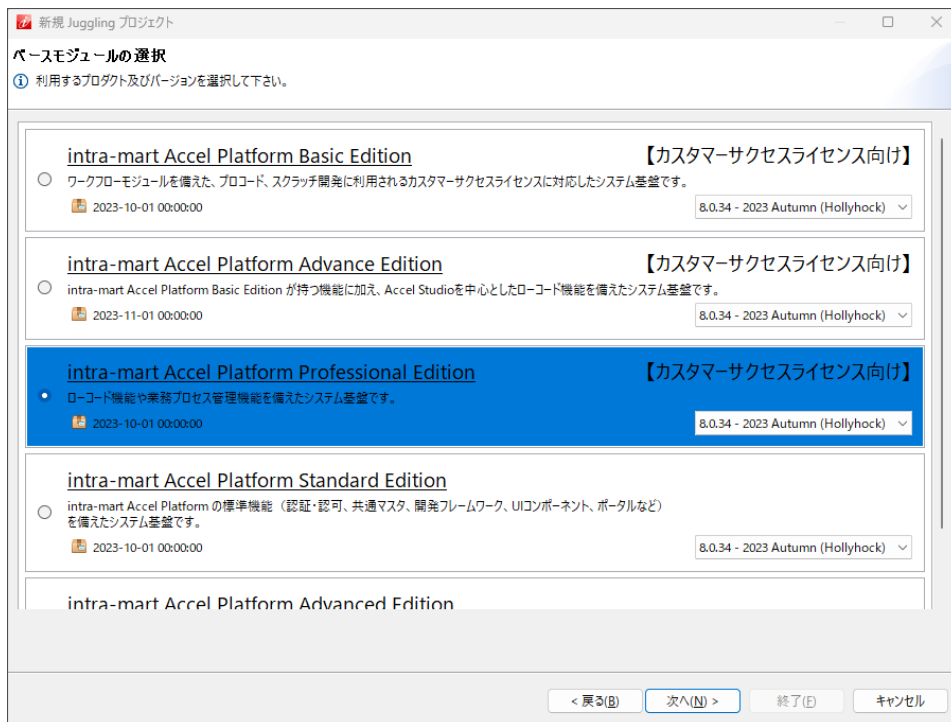 新規 Juggling プロジェクト
ベースモジュールの選択
利用するプロダクト及びバージョンを選択して下さい。
intra-mart Accel Platform Basic Edition 【カスタマーサクセスライセンス向け】
ワークフローモジュールを備えた、プロコード、スクラッチ開発に利用されるカスタマーサクセスライセンスに対応したシステム基盤です。
2023-10-01 00:00:00 8.0.34 - 2023 Autumn (Hollyhock)
intra-mart Accel Platform Advance Edition 【カスタマーサクセスライセンス向け】
intra-mart Accel Platform Basic Edition が持つ機能に加え、Accel Studioを中心としたローコード機能を備えたシステム基盤です。
2023-11-01 00:00:00 8.0.34 - 2023 Autumn (Hollyhock)
intra-mart Accel Platform Professional Edition 【カスタマーサクセスライセンス向け】
ローコード機能や業務プロセス管理機能を備えたシステム基盤です。
2023-10-01 00:00:00 8.0.34 - 2023 Autumn (Hollyhock)
intra-mart Accel Platform Standard Edition
intra-mart Accel Platform の標準機能（認証・認可、共通マスタ、開発フレームワーク、UIコンポーネント、ポータルなど）
を備えたシステム基盤です。
2023-10-01 00:00:00 8.0.34 - 2023 Autumn (Hollyhock)
intra-mart Accel Platform Advanced Edition
< 戻る(B) 次へ(N) > 終了(F) キャンセル